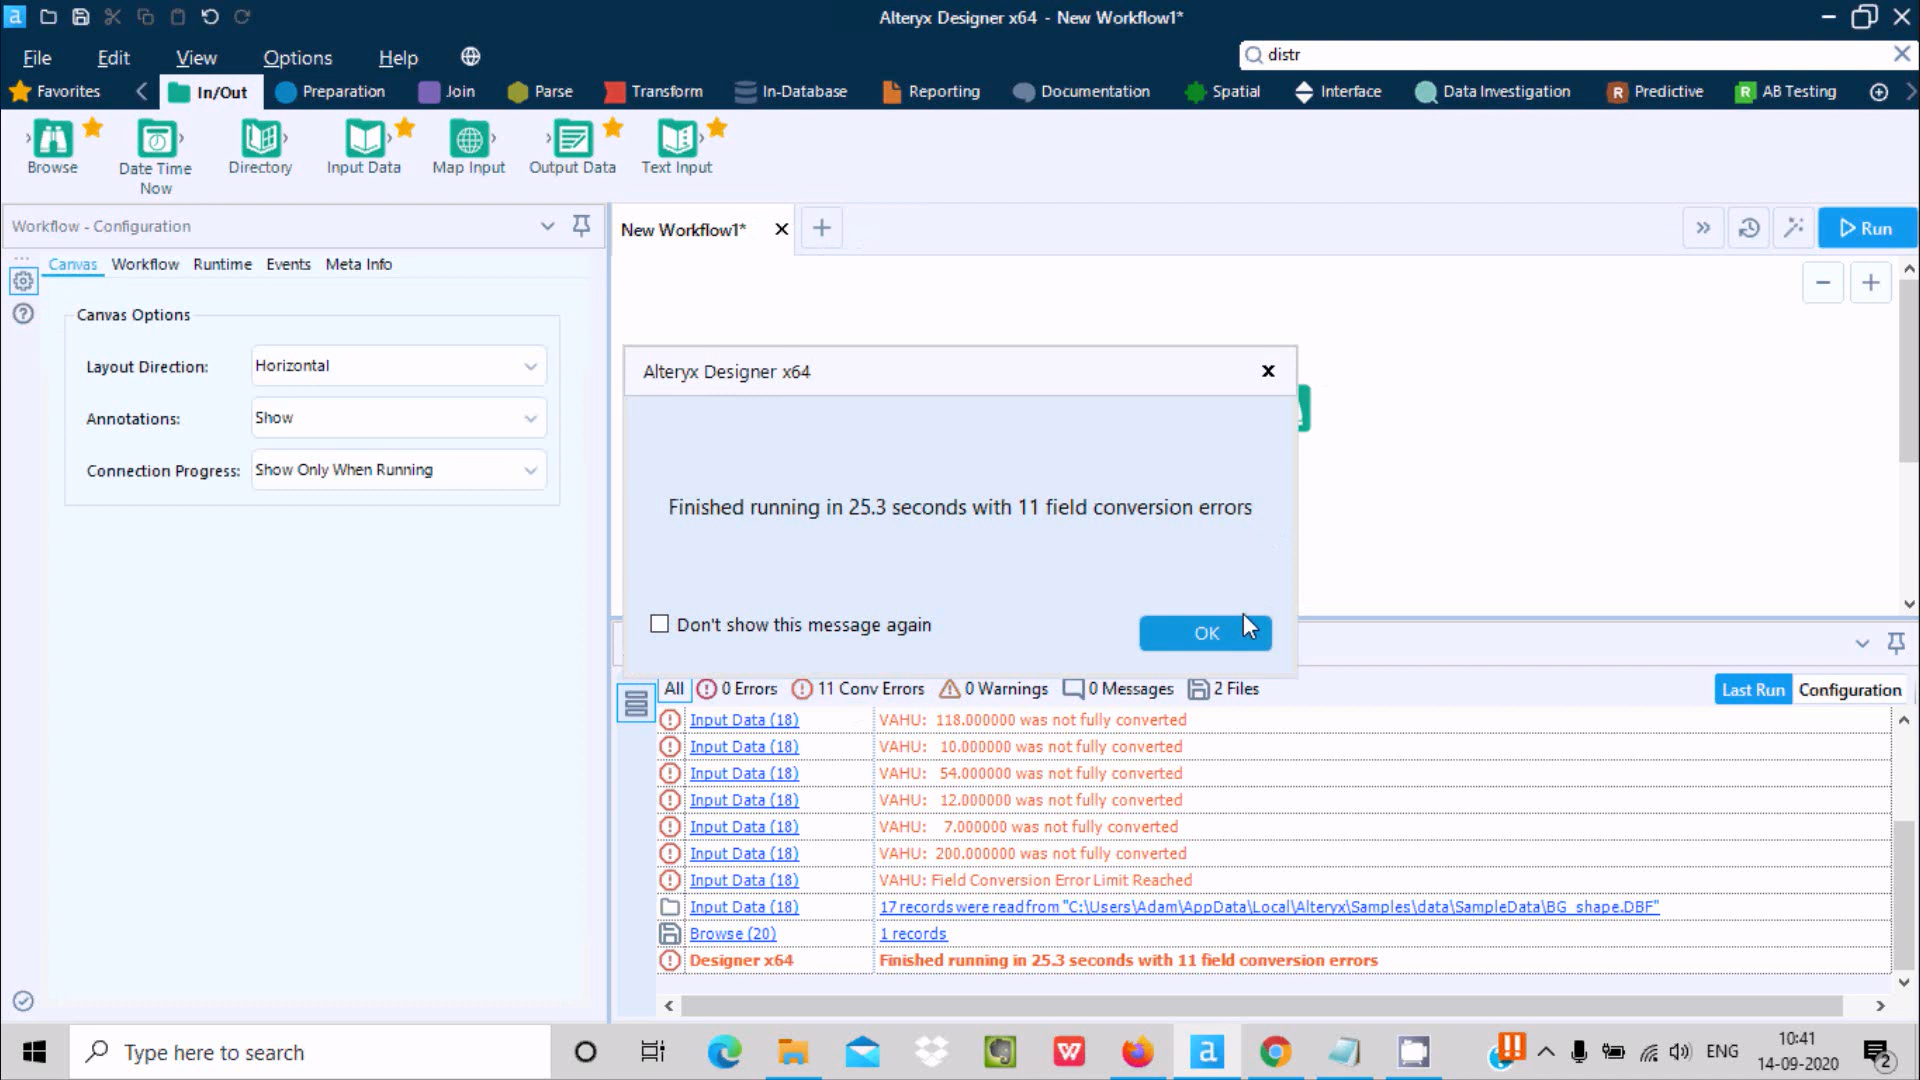 Alteryx Designer x64 - New Workflow1*
File Edit View Options Help
distr
Favorites In/Out Preparation Join Parse Transform In-Database Reporting Documentation Spatial Interface Data Investigation Predictive AB Testing
Browse Date Time Now Directory Input Data Map Input Output Data Text Input
Workflow - Configuration
New Workflow1*
Run
Canvas Workflow Runtime Events Meta Info
Canvas Options
Layout Direction: Horizontal
Annotations: Show
Connection Progress: Show Only When Running
Alteryx Designer x64
Finished running in 25.3 seconds with 11 field conversion errors
Don't show this message again
OK
All 0 Errors 11 Conv Errors 0 Warnings 0 Messages 2 Files
Last Run Configuration
Input Data (18) VAHU: 118.000000 was not fully converted
Input Data (18) VAHU: 10.000000 was not fully converted
Input Data (18) VAHU: 54.000000 was not fully converted
Input Data (18) VAHU: 12.000000 was not fully converted
Input Data (18) VAHU: 7.000000 was not fully converted
Input Data (18) VAHU: 200.000000 was not fully converted
Input Data (18) VAHU: Field Conversion Error Limit Reached
Input Data (18) 17 records were read from "C:\Users\Adam\AppData\Local\Alteryx\Samples\data\SampleData\BG_shape.DBF"
Browse (20) 1 records
Designer x64 Finished running in 25.3 seconds with 11 field conversion errors
Type here to search
ENG
10:41
14-09-2020
2